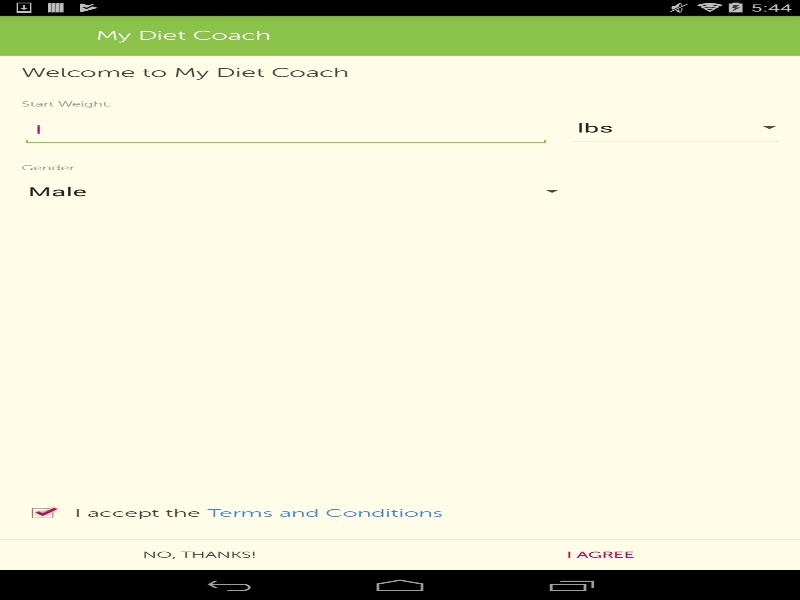 5:44
My Diet Coach
Welcome to My Diet Coach
Start Weight:
lbs
Gender
Male
I accept the Terms and Conditions
NO, THANKS!
I AGREE